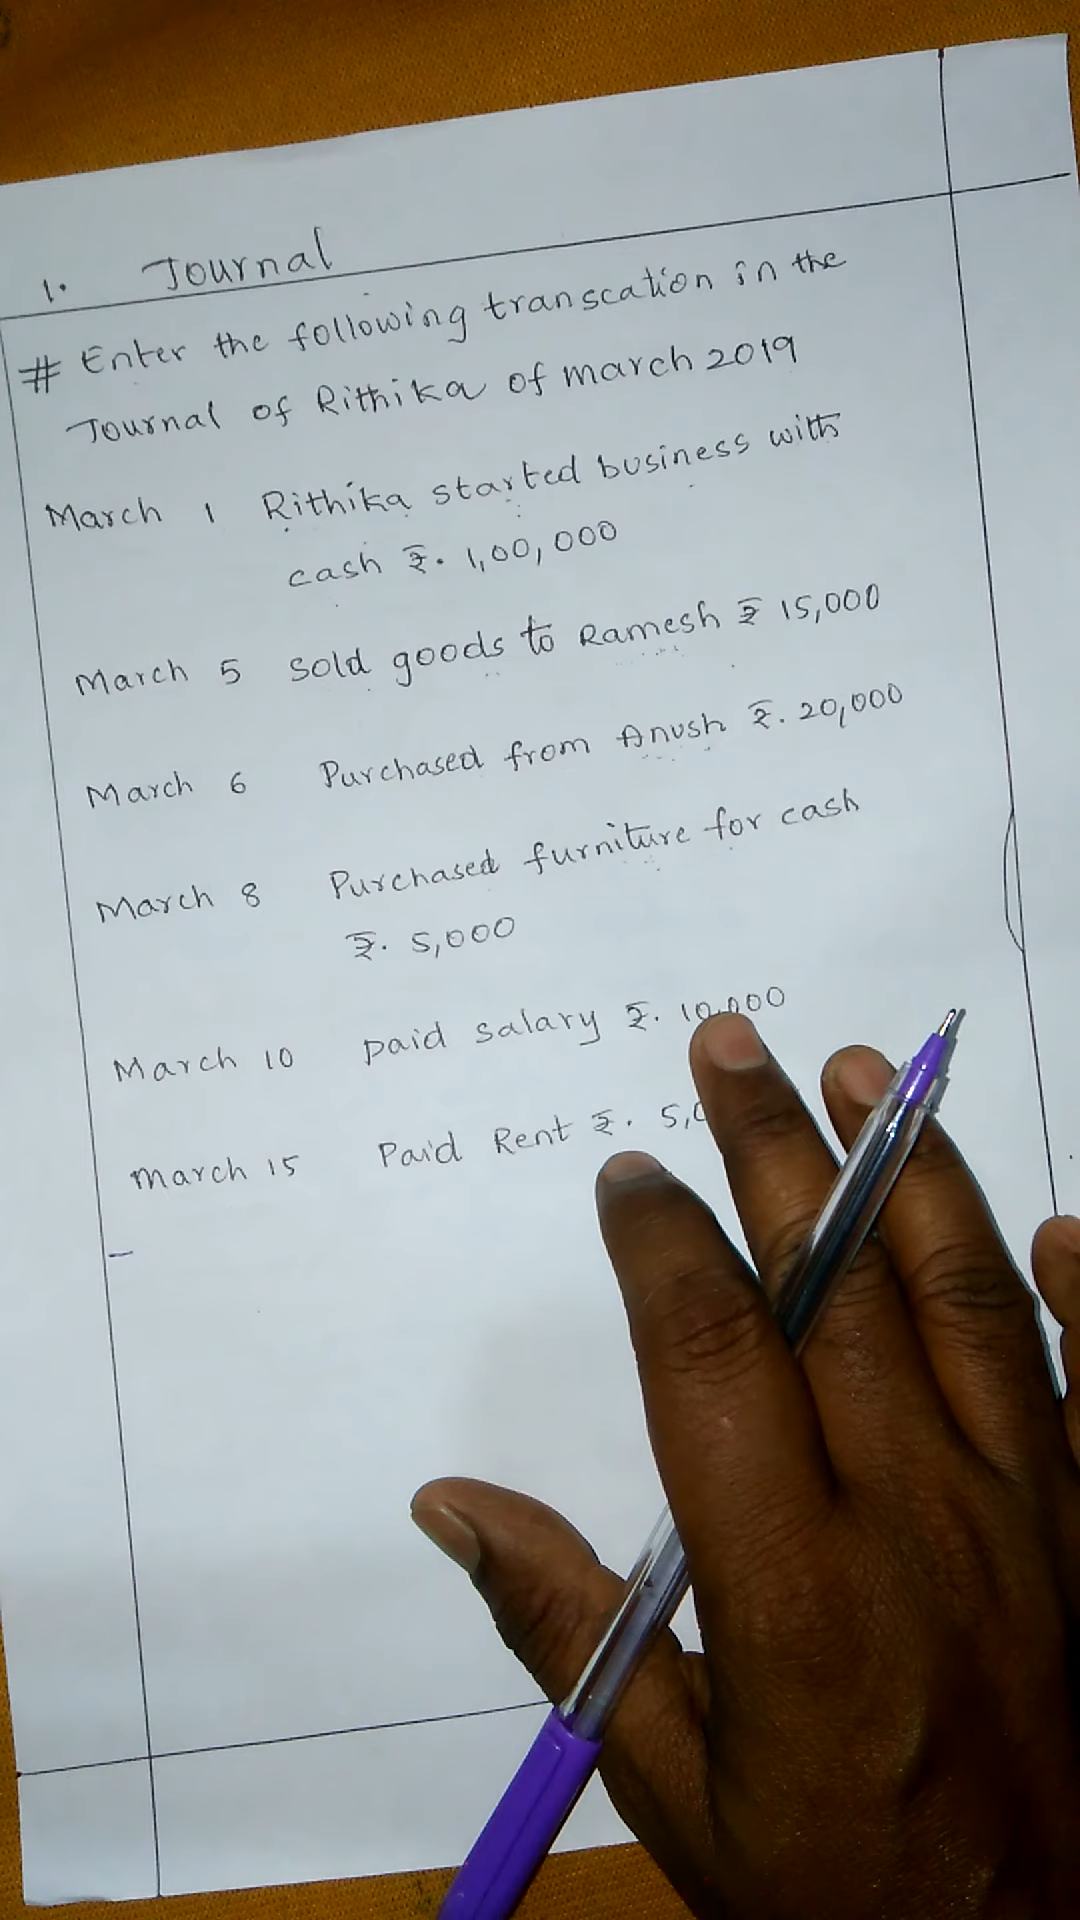 1. Journal
# Enter the following transcation in the
Journal of Rithika of march 2019
March 1 Rithika started business with
cash ₹. 1,00,000
March 5 Sold goods to Ramesh ₹ 15,000
March 6 Purchased from Anush ₹. 20,000
March 8 Purchased furniture for cash
₹. 5,000
March 10 paid salary ₹. 10,000
March 15 Paid Rent ₹.